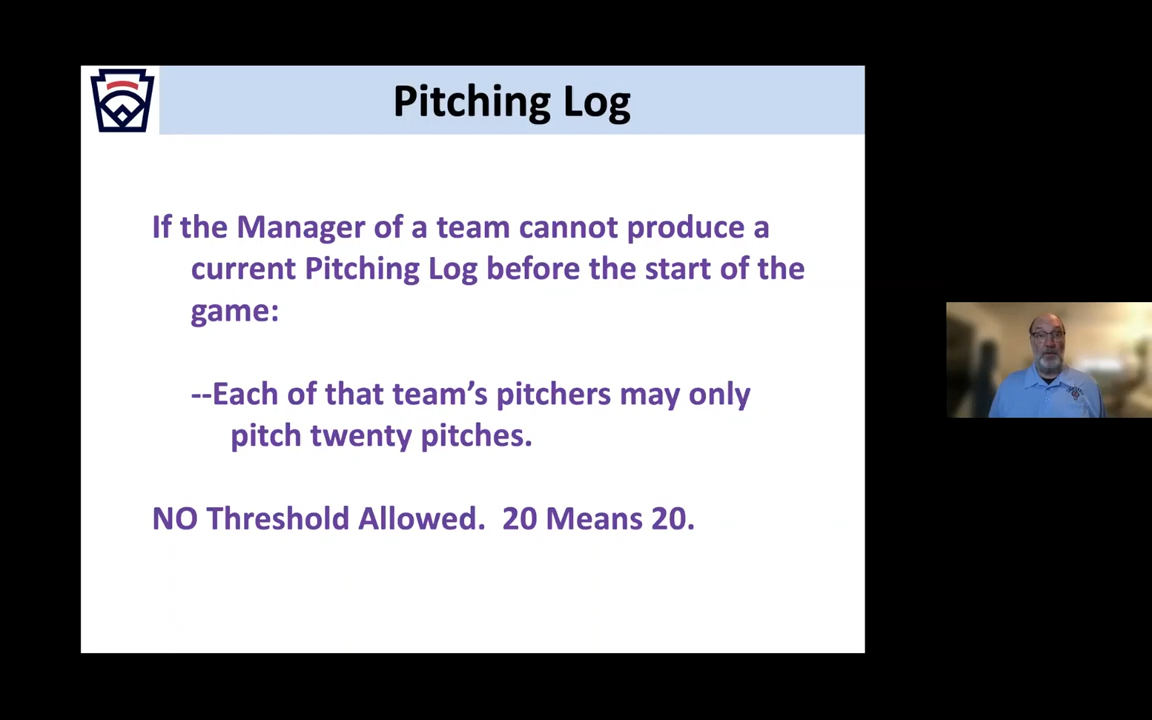 Pitching Log
If the Manager of a team cannot produce a
current Pitching Log before the start of the
game:
--Each of that team’s pitchers may only
pitch twenty pitches.
NO Threshold Allowed.  20 Means 20.